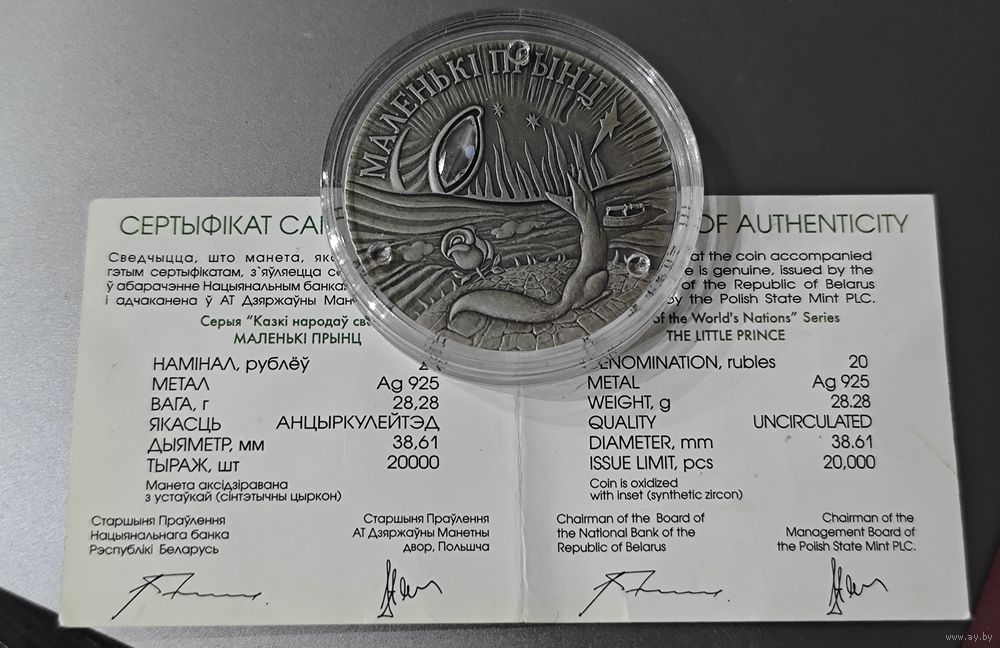 МАЛЕНЬКІ ПРЫНЦ
СЕРТЫФІКАТ
Сведчыцца, што манета,
гэтым сертыфікатам, з`яўляецца
ў абарачэнне Нацыянальным
і адчаканена ў АТ Дзяржаўны
Серыя "Казкі народаў
МАЛЕНЬКІ ПРЫНЦ
НАМІНАЛ, рублёў
МЕТАЛ Ag 925
ВАГА, г 28,28
ЯКАСЦЬ АНЦЫРКУЛЕЙТЭД
ДЫЯМЕТР, мм 38,61
ТЫРАЖ, шт 20000
Манета аксідзіравана
з устаўкай (сінтэтычны цыркон)
Старшыня Праўлення
Нацыянальнага банка
Рэспублікі Беларусь
Старшыня Праўлення
АТ Дзяржаўны Манетны
двор, Польшча
OF AUTHENTICITY
at the coin accompanied
is genuine, issued by the
of the Republic of Belarus
by the Polish State Mint PLC.
of the World's Nations" Series
THE LITTLE PRINCE
DENOMINATION, rubles 20
METAL Ag 925
WEIGHT, g 28.28
QUALITY UNCIRCULATED
DIAMETER, mm 38.61
ISSUE LIMIT, pcs 20,000
Coin is oxidized
with inset (synthetic zircon)
Chairman of the Board of
the National Bank of the
Republic of Belarus
Chairman of the
Management Board of
the Polish State Mint PLC.
www.ay.by